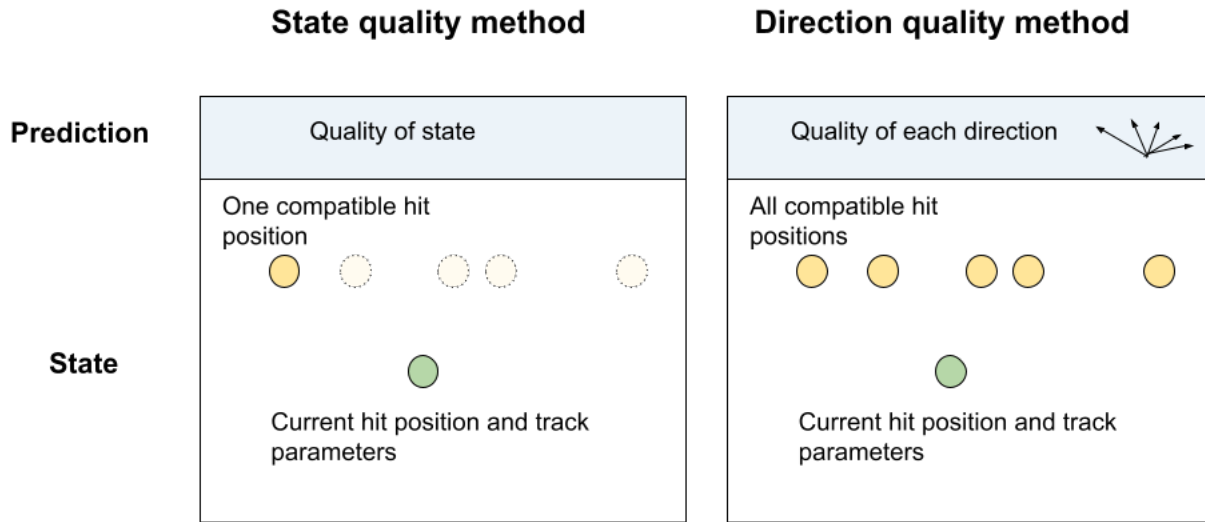 State quality method
Direction quality method
Prediction
Quality of state
Quality of each direction
One compatible hit
position
All compatible hit
positions
State
Current hit position and track
parameters
Current hit position and track
parameters